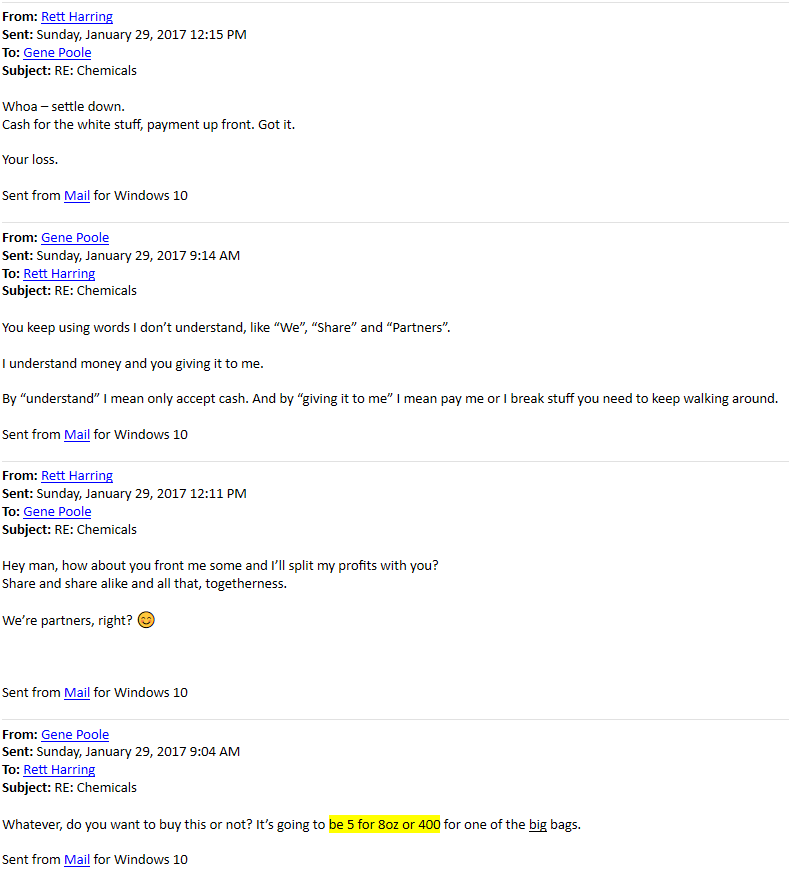 From: Rett Harring
Sent: Sunday, January 29, 2017 12:15 PM
To: Gene Poole
Subject: RE: Chemicals
Whoa – settle down.
Cash for the white stuff, payment up front. Got it.
Your loss.
Sent from Mail for Windows 10
From: Gene Poole
Sent: Sunday, January 29, 2017 9:14 AM
To: Rett Harring
Subject: RE: Chemicals
You keep using words I don’t understand, like “We”, “Share” and “Partners”.
I understand money and you giving it to me.
By “understand” I mean only accept cash. And by “giving it to me” I mean pay me or I break stuff you need to keep walking around.
Sent from Mail for Windows 10
From: Rett Harring
Sent: Sunday, January 29, 2017 12:11 PM
To: Gene Poole
Subject: RE: Chemicals
Hey man, how about you front me some and I’ll split my profits with you?
Share and share alike and all that, togetherness.
We’re partners, right? 😊
Sent from Mail for Windows 10
From: Gene Poole
Sent: Sunday, January 29, 2017 9:04 AM
To: Rett Harring
Subject: RE: Chemicals
Whatever, do you want to buy this or not? It’s going to be 5 for 8oz or 400 for one of the big bags.
Sent from Mail for Windows 10